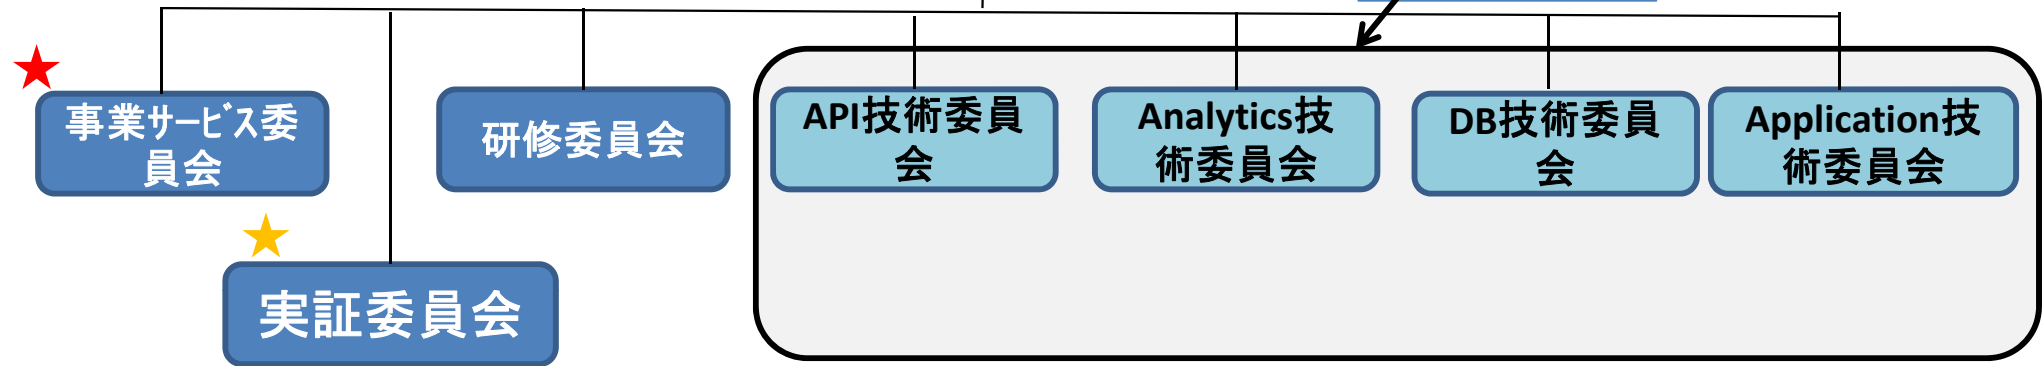 事業サービス委
員会
研修委員会
API技術委員
会
Analytics技
術委員会
DB技術委員
会
Application技
術委員会
実証委員会